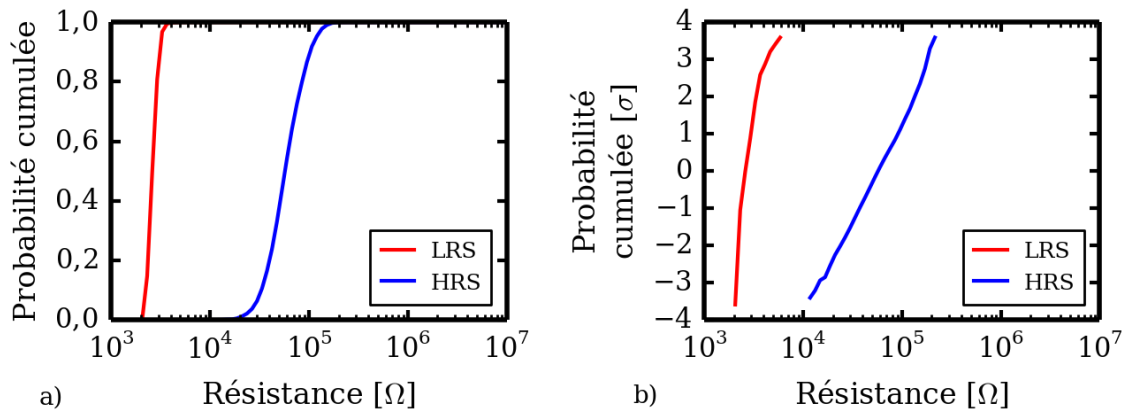 Probabilité cumulée
1,0
0,8
0,6
0,4
0,2
0,0
LRS
HRS
10³ 10⁴ 10⁵ 10⁶ 10⁷
Résistance [Ω]
a)
Probabilité
cumulée [σ]
4
3
2
1
0
−1
−2
−3
−4
LRS
HRS
10³ 10⁴ 10⁵ 10⁶ 10⁷
Résistance [Ω]
b)